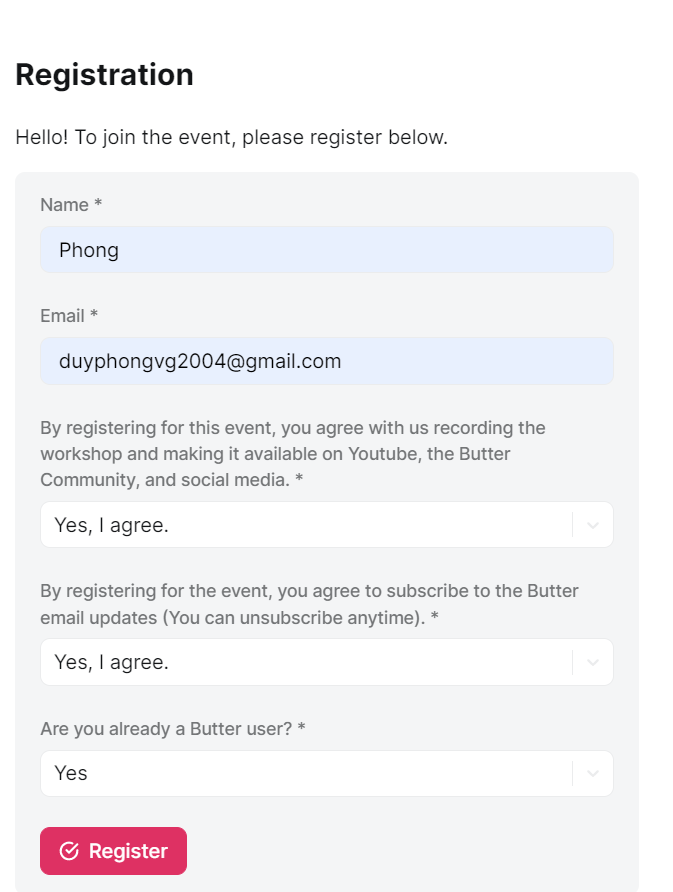 Registration
Hello! To join the event, please register below.
Name *
Phong
Email *
duyphongvg2004@gmail.com
By registering for this event, you agree with us recording the
workshop and making it available on Youtube, the Butter
Community, and social media. *
Yes, I agree.
By registering for the event, you agree to subscribe to the Butter
email updates (You can unsubscribe anytime). *
Yes, I agree.
Are you already a Butter user? *
Yes
Register